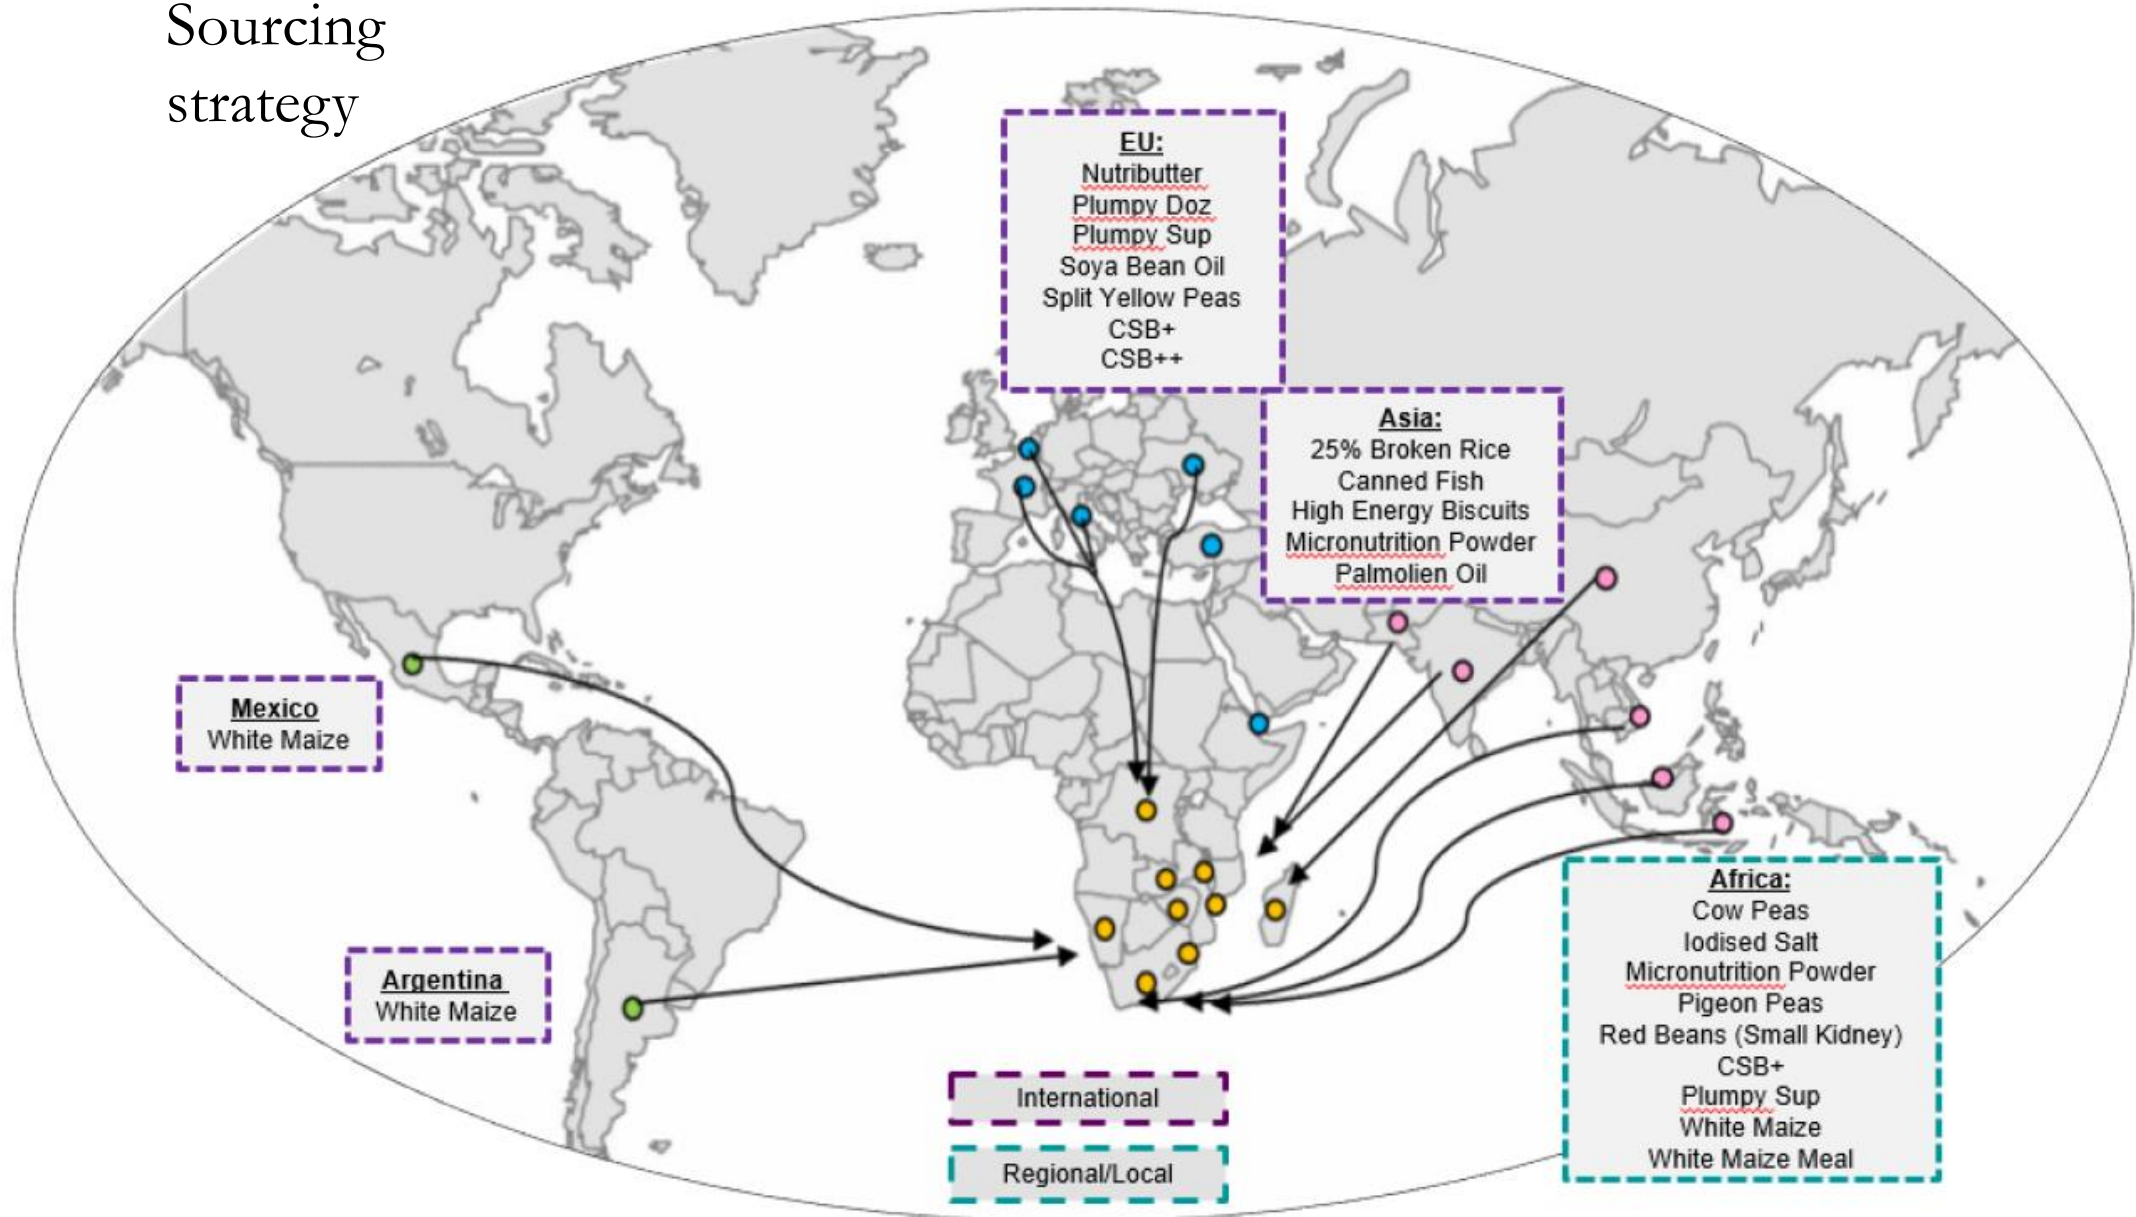 Sourcing
strategy
EU:
Nutributter
Plumpy Doz
Plumpy Sup
Soya Bean Oil
Split Yellow Peas
CSB+
CSB++
Asia:
25% Broken Rice
Canned Fish
High Energy Biscuits
Micronutrition Powder
Palmolien Oil
Mexico
White Maize
Argentina
White Maize
Africa:
Cow Peas
Iodised Salt
Micronutrition Powder
Pigeon Peas
Red Beans (Small Kidney)
CSB+
Plumpy Sup
White Maize
White Maize Meal
International
Regional/Local